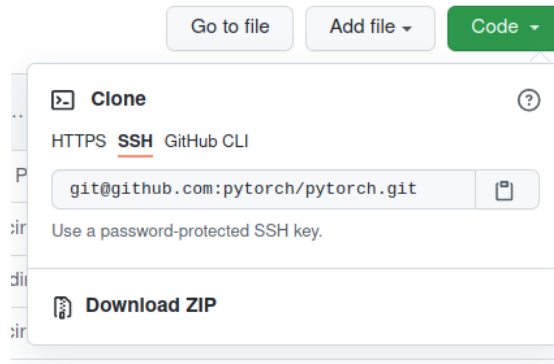 Go to file Add file Code
Clone
HTTPS SSH GitHub CLI
git@github.com:pytorch/pytorch.git
Use a password-protected SSH key.
Download ZIP